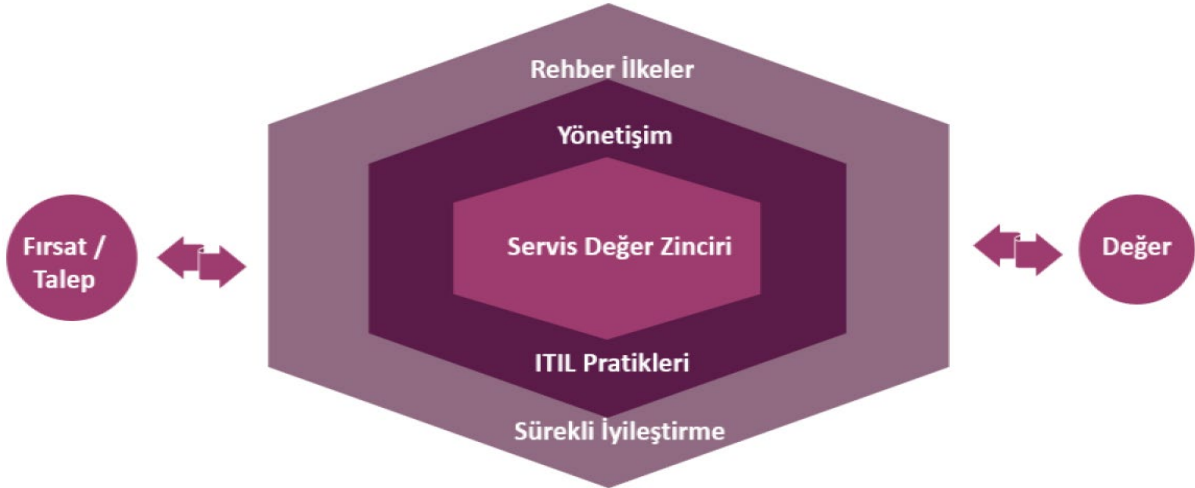 Rehber İlkeler
Yönetişim
Fırsat /
Talep
Servis Değer Zinciri
Değer
ITIL Pratikleri
Sürekli İyileştirme